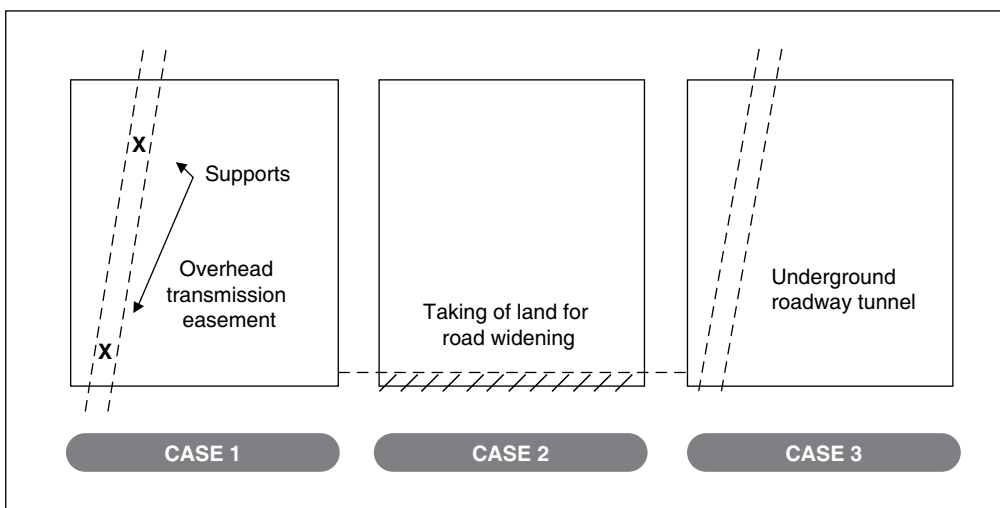 X
Supports
Overhead
transmission
easement
X
CASE 1
Taking of land for
road widening
CASE 2
Underground
roadway tunnel
CASE 3